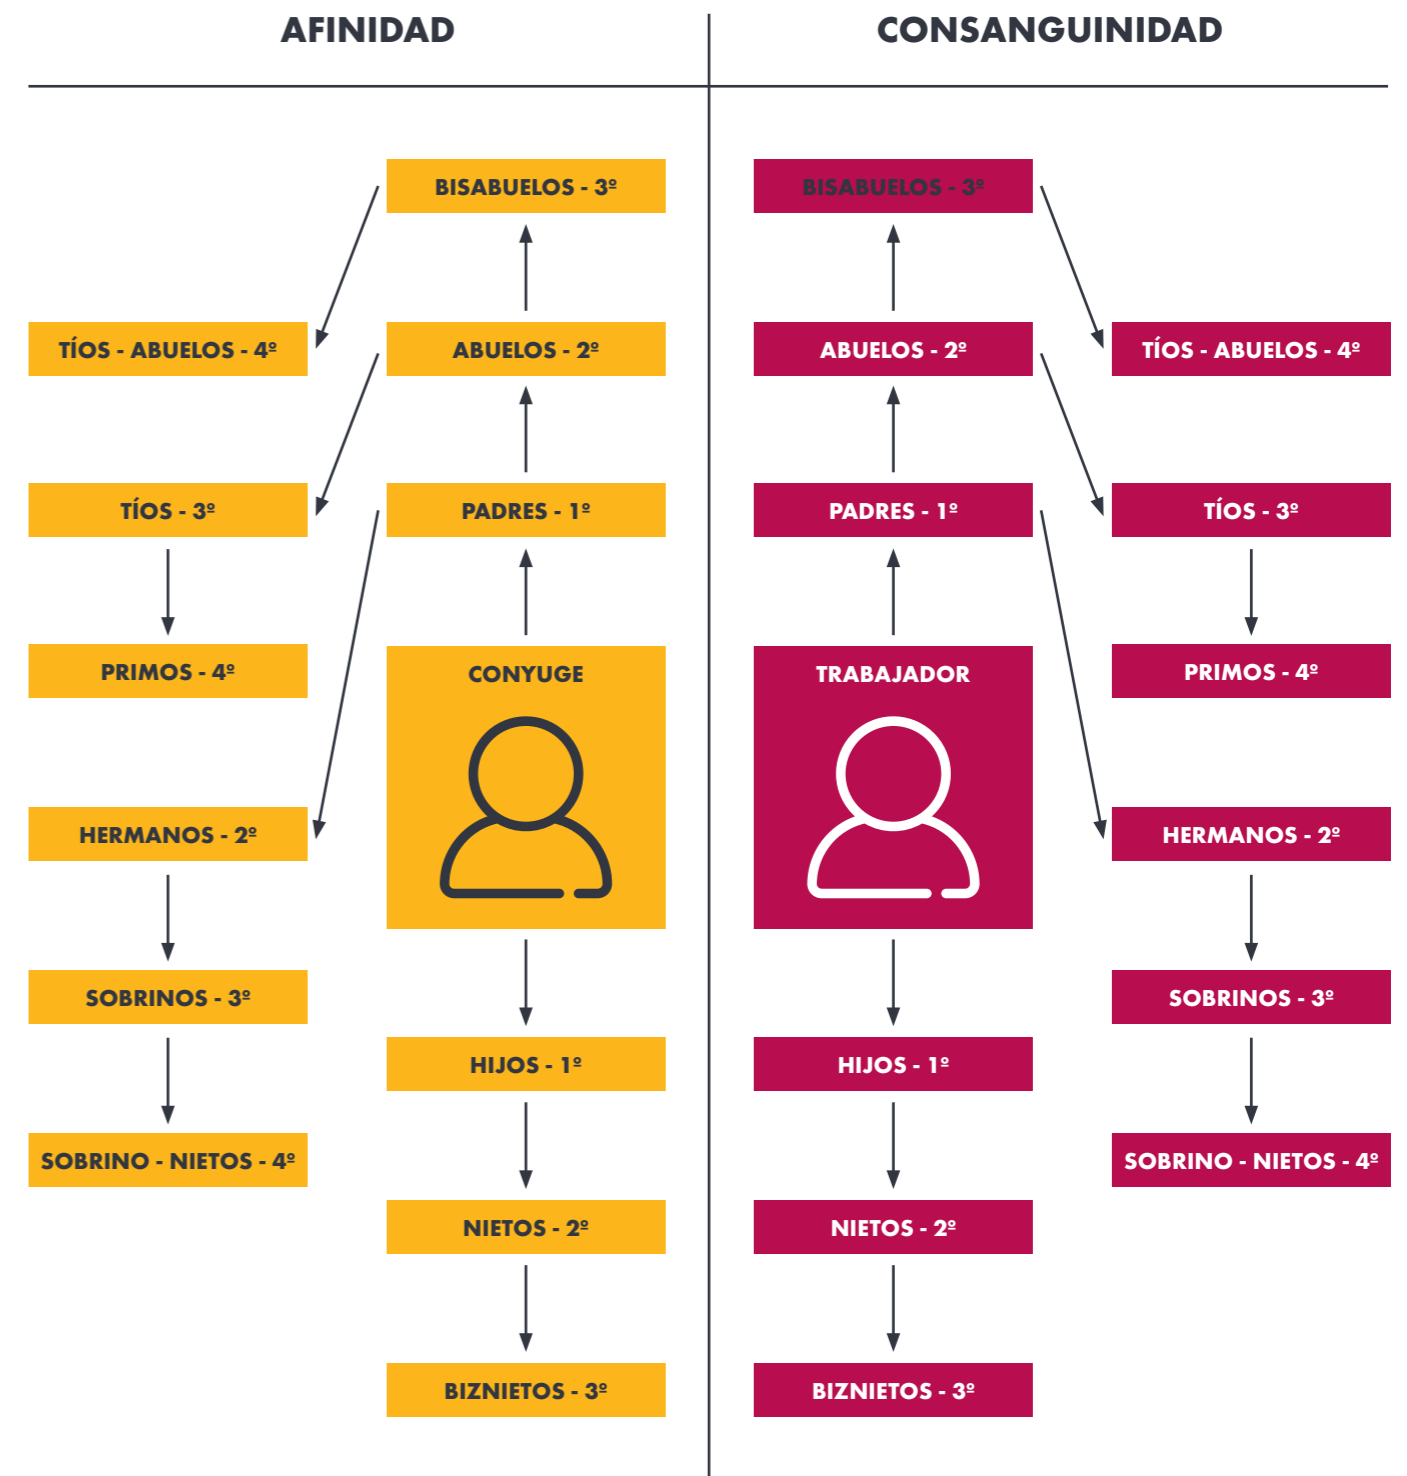 AFINIDAD
CONSANGUINIDAD
BISABUELOS - 3º
BISABUELOS - 3º
TÍOS - ABUELOS - 4º
ABUELOS - 2º
ABUELOS - 2º
TÍOS - ABUELOS - 4º
TÍOS - 3º
PADRES - 1º
PADRES - 1º
TÍOS - 3º
PRIMOS - 4º
CONYUGE
TRABAJADOR
PRIMOS - 4º
HERMANOS - 2º
HERMANOS - 2º
SOBRINOS - 3º
SOBRINOS - 3º
HIJOS - 1º
HIJOS - 1º
SOBRINO - NIETOS - 4º
SOBRINO - NIETOS - 4º
NIETOS - 2º
NIETOS - 2º
BIZNIETOS - 3º
BIZNIETOS - 3º